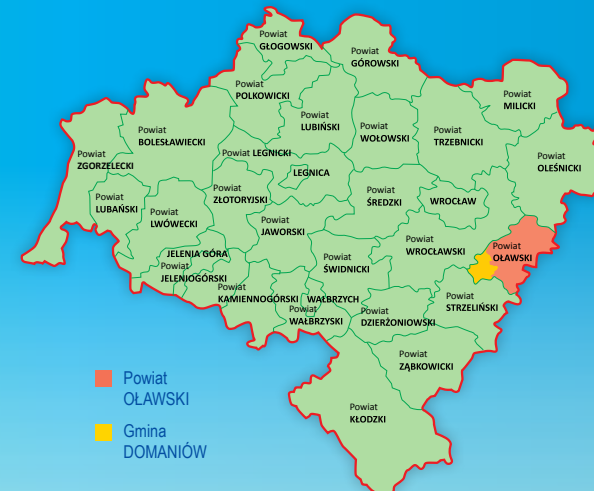 Powiat
GŁOGOWSKI
Powiat
GÓROWSKI
Powiat
POLKOWICKI
Powiat
MILICKI
Powiat
LUBIŃSKI
Powiat
BOLESŁAWIECKI
Powiat
WOŁOWSKI
Powiat
TRZEBNICKI
Powiat
ZGORZELECKI
Powiat LEGNICKI
Powiat
OLEŚNICKI
LEGNICA
Powiat
LUBAŃSKI
Powiat
ZŁOTORYJSKI
Powiat
ŚREDZKI
WROCŁAW
Powiat
LWÓWECKI
Powiat
JAWORSKI
Powiat
WROCŁAWSKI
Powiat
OŁAWSKI
JELENIA GÓRA
Powiat
JELENIOGÓRSKI
Powiat
ŚWIDNICKI
Powiat
KAMIENNOGÓRSKI
WAŁBRZYCH
Powiat
STRZELIŃSKI
Powiat
WAŁBRZYSKI
Powiat
DZIERŻONIOWSKI
Powiat
ZĄBKOWICKI
Powiat
KŁODZKI
Powiat
OŁAWSKI
Gmina
DOMANIÓW